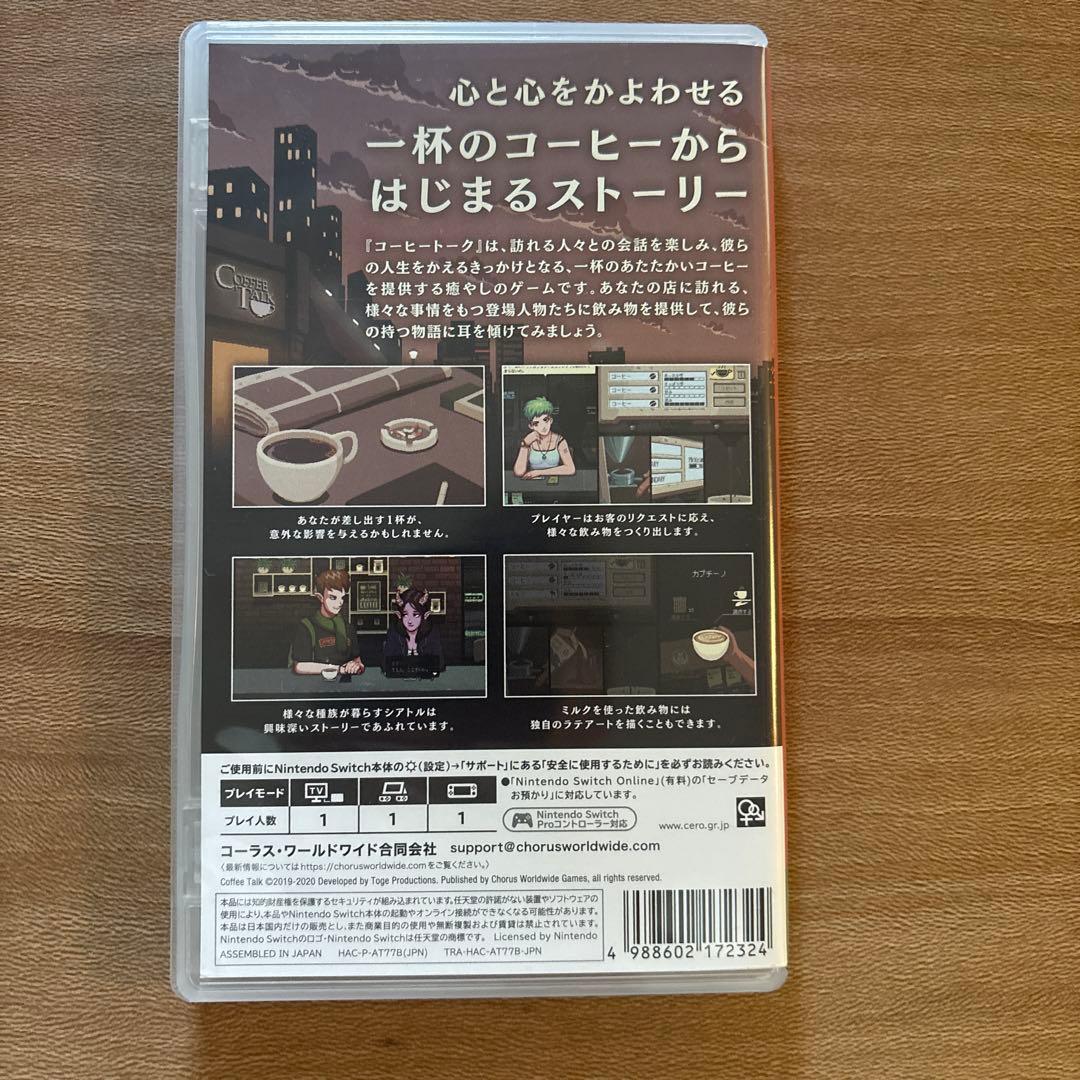 心と心をかよわせる
一杯のコーヒーから
はじまるストーリー
『コーヒートーク』は、訪れる人々との会話を楽しみ、彼ら
の人生をかえるきっかけとなる、一杯のあたたかいコーヒー
を提供する癒やしのゲームです。あなたの店に訪れる、
様々な事情をもつ登場人物たちに飲み物を提供して、彼ら
の持つ物語に耳を傾けてみましょう。
COFFEE
TALK
コーヒー
コーヒー
コーヒー
あなたが差し出す1杯が、
意外な影響を与えるかもしれません。
プレイヤーはお客のリクエストに応え、
様々な飲み物をつくり出します。
カプチーノ
様々な種族が暮らすシアトルは
興味深いストーリーであふれています。
ミルクを使った飲み物には
独自のラテアートを描くこともできます。
ご使用前にNintendo Switch本体の(設定)→「サポート」にある「安全に使用するために」を必ずお読みください。
プレイモード TV
プレイ人数 1 1 1
●「Nintendo Switch Online」(有料)の「セーブデータ
お預かり」に対応しています。
Nintendo Switch
Proコントローラー対応
www.cero.gr.jp
コーラス・ワールドワイド合同会社 support@chorusworldwide.com
〈最新情報についてはhttps://chorusworldwide.comをご覧ください。〉
Coffee Talk ©2019-2020 Developed by Toge Productions. Published by Chorus Worldwide Games, all rights reserved.
本品には知的財産権を保護するセキュリティが組み込まれています。任天堂の許諾がない装置やソフトウェアの
使用により、本品やNintendo Switch本体の起動やオンライン接続ができなくなる可能性があります。
本品は日本国内だけの販売とし、また商業目的の使用や無断複製および賃貸は禁止されています。
Nintendo Switchのロゴ・Nintendo Switchは任天堂の商標です。 Licensed by Nintendo
ASSEMBLED IN JAPAN HAC-P-AT77B(JPN) TRA-HAC-AT77B-JPN
4 988602 172324